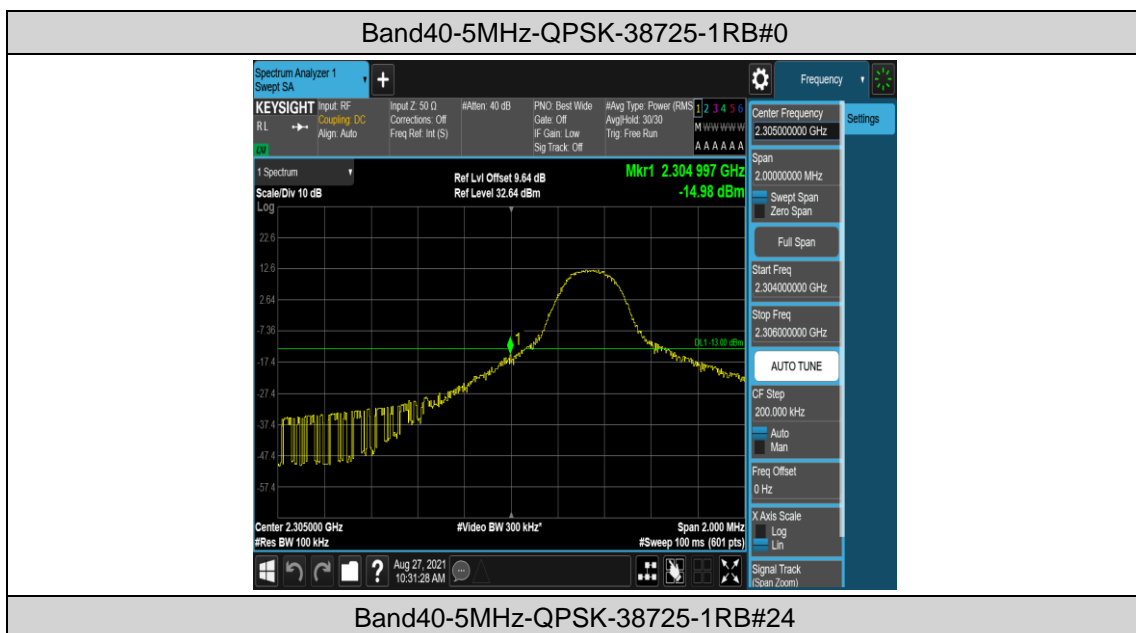 Band40-5MHz-QPSK-38725-1RB#0
Spectrum Analyzer 1
Swept SA
Frequency
KEYSIGHT
RL
LXI
Input: RF
Coupling: DC
Align: Auto
Input Z: 50 Ω
Corrections: Off
Freq Ref: Int (S)
#Atten: 40 dB
PNO: Best Wide
Gate: Off
IF Gain: Low
Sig Track: Off
#Avg Type: Power (RMS
Avg|Hold: 30/30
Trig: Free Run
1 2 3 4 5 6
M W W W W W
A A A A A A
1 Spectrum
Scale/Div 10 dB
Log
Ref Lvl Offset 9.64 dB
Ref Level 32.64 dBm
Mkr1 2.304 997 GHz
-14.98 dBm
22.6
12.6
2.64
-7.36
-17.4
-27.4
-37.4
-47.4
-57.4
1
DL1 -13.00 dBm
Center 2.305000 GHz
#Res BW 100 kHz
#Video BW 300 kHz*
Span 2.000 MHz
#Sweep 100 ms (601 pts)
Aug 27, 2021
10:31:28 AM
Center Frequency
2.305000000 GHz
Settings
Span
2.00000000 MHz
Swept Span
Zero Span
Full Span
Start Freq
2.304000000 GHz
Stop Freq
2.306000000 GHz
AUTO TUNE
CF Step
200.000 kHz
Auto
Man
Freq Offset
0 Hz
X Axis Scale
Log
Lin
Signal Track
(Span Zoom)
Band40-5MHz-QPSK-38725-1RB#24